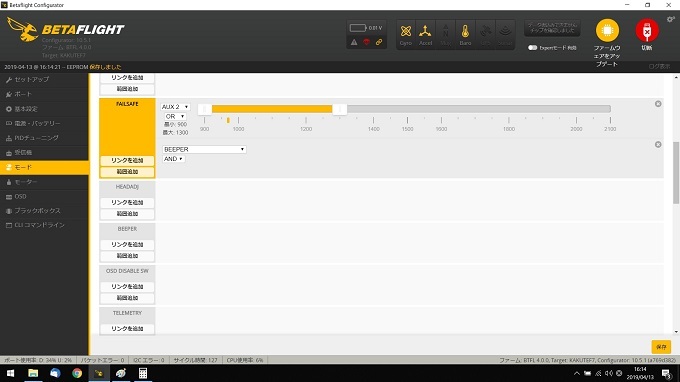 Betaflight Configurator
BETAFLIGHT
Configurator 10.5.1
ファーム: BTFL 4.0.0
Target: KAKUTEF7
0.01 V
Gyro
Accel
Baro
Expertモード 有効
ファームウ
ェアをアッ
プデート
切断
2019-04-13 @ 16:14:21 -- EEPROM 保存しました
ログ表示
セットアップ
ポート
基本設定
電源・バッテリー
PIDチューニング
受信機
モード
モーター
OSD
ブラックボックス
CLI コマンドライン
リンクを追加
範囲追加
FAILSAFE
リンクを追加
範囲追加
AUX 2
OR
最小: 900
最大: 1300
900 1000 1200 1400 1500 1600 1800 2000 2100
BEEPER
AND
HEADADJ
リンクを追加
範囲追加
BEEPER
リンクを追加
範囲追加
OSD DISABLE SW
リンクを追加
範囲追加
TELEMETRY
リンクを追加
保存
ポート使用率: D: 34% U: 2%
パケットエラー: 0
I2C エラー: 0
サイクル時間: 127
CPU使用率: 6%
ファーム: BTFL 4.0.0, Target: KAKUTEF7, Configurator: 10.5.1 (a769d382)
16:14
2019/04/13